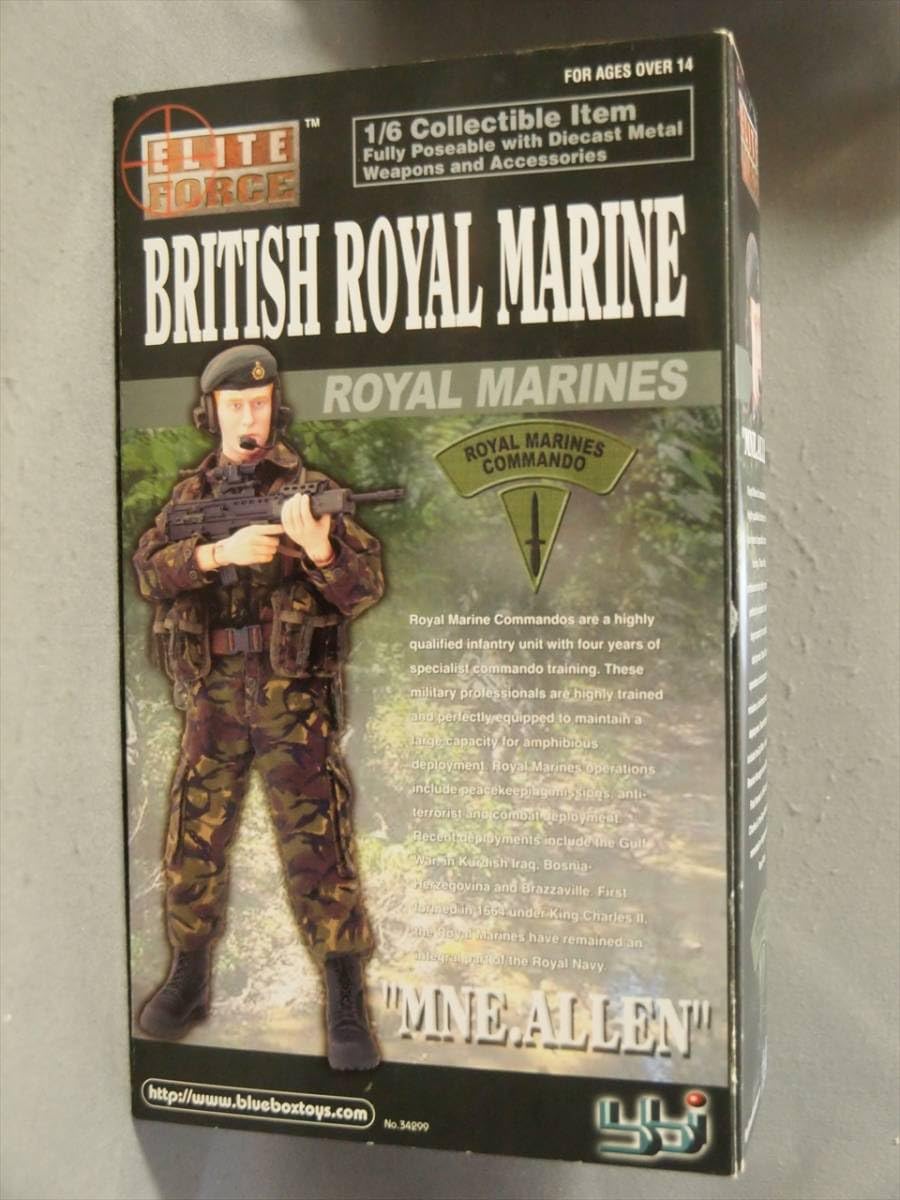 FOR AGES OVER 14
ELITE
FORCE
TM
1/6 Collectible Item
Fully Poseable with Diecast Metal
Weapons and Accessories
BRITISH ROYAL MARINE
ROYAL MARINES
ROYAL MARINES
COMMANDO
Royal Marine Commandos are a highly
qualified infantry unit with four years of
specialist commando training. These
military professionals are highly trained
and perfectly equipped to maintain a
large capacity for amphibious
deployment. Royal Marines operations
include peacekeeping missions, anti-
terrorist and combat deployment.
Recent deployments include the Gulf
War, in Kurdish Iraq, Bosnia-
Herzegovina and Brazzaville. First
formed in 1664 under King Charles II,
the Royal Marines have remained an
integral part of the Royal Navy.
"MNE.ALLEN"
http://www.blueboxtoys.com
No.34299
bbi